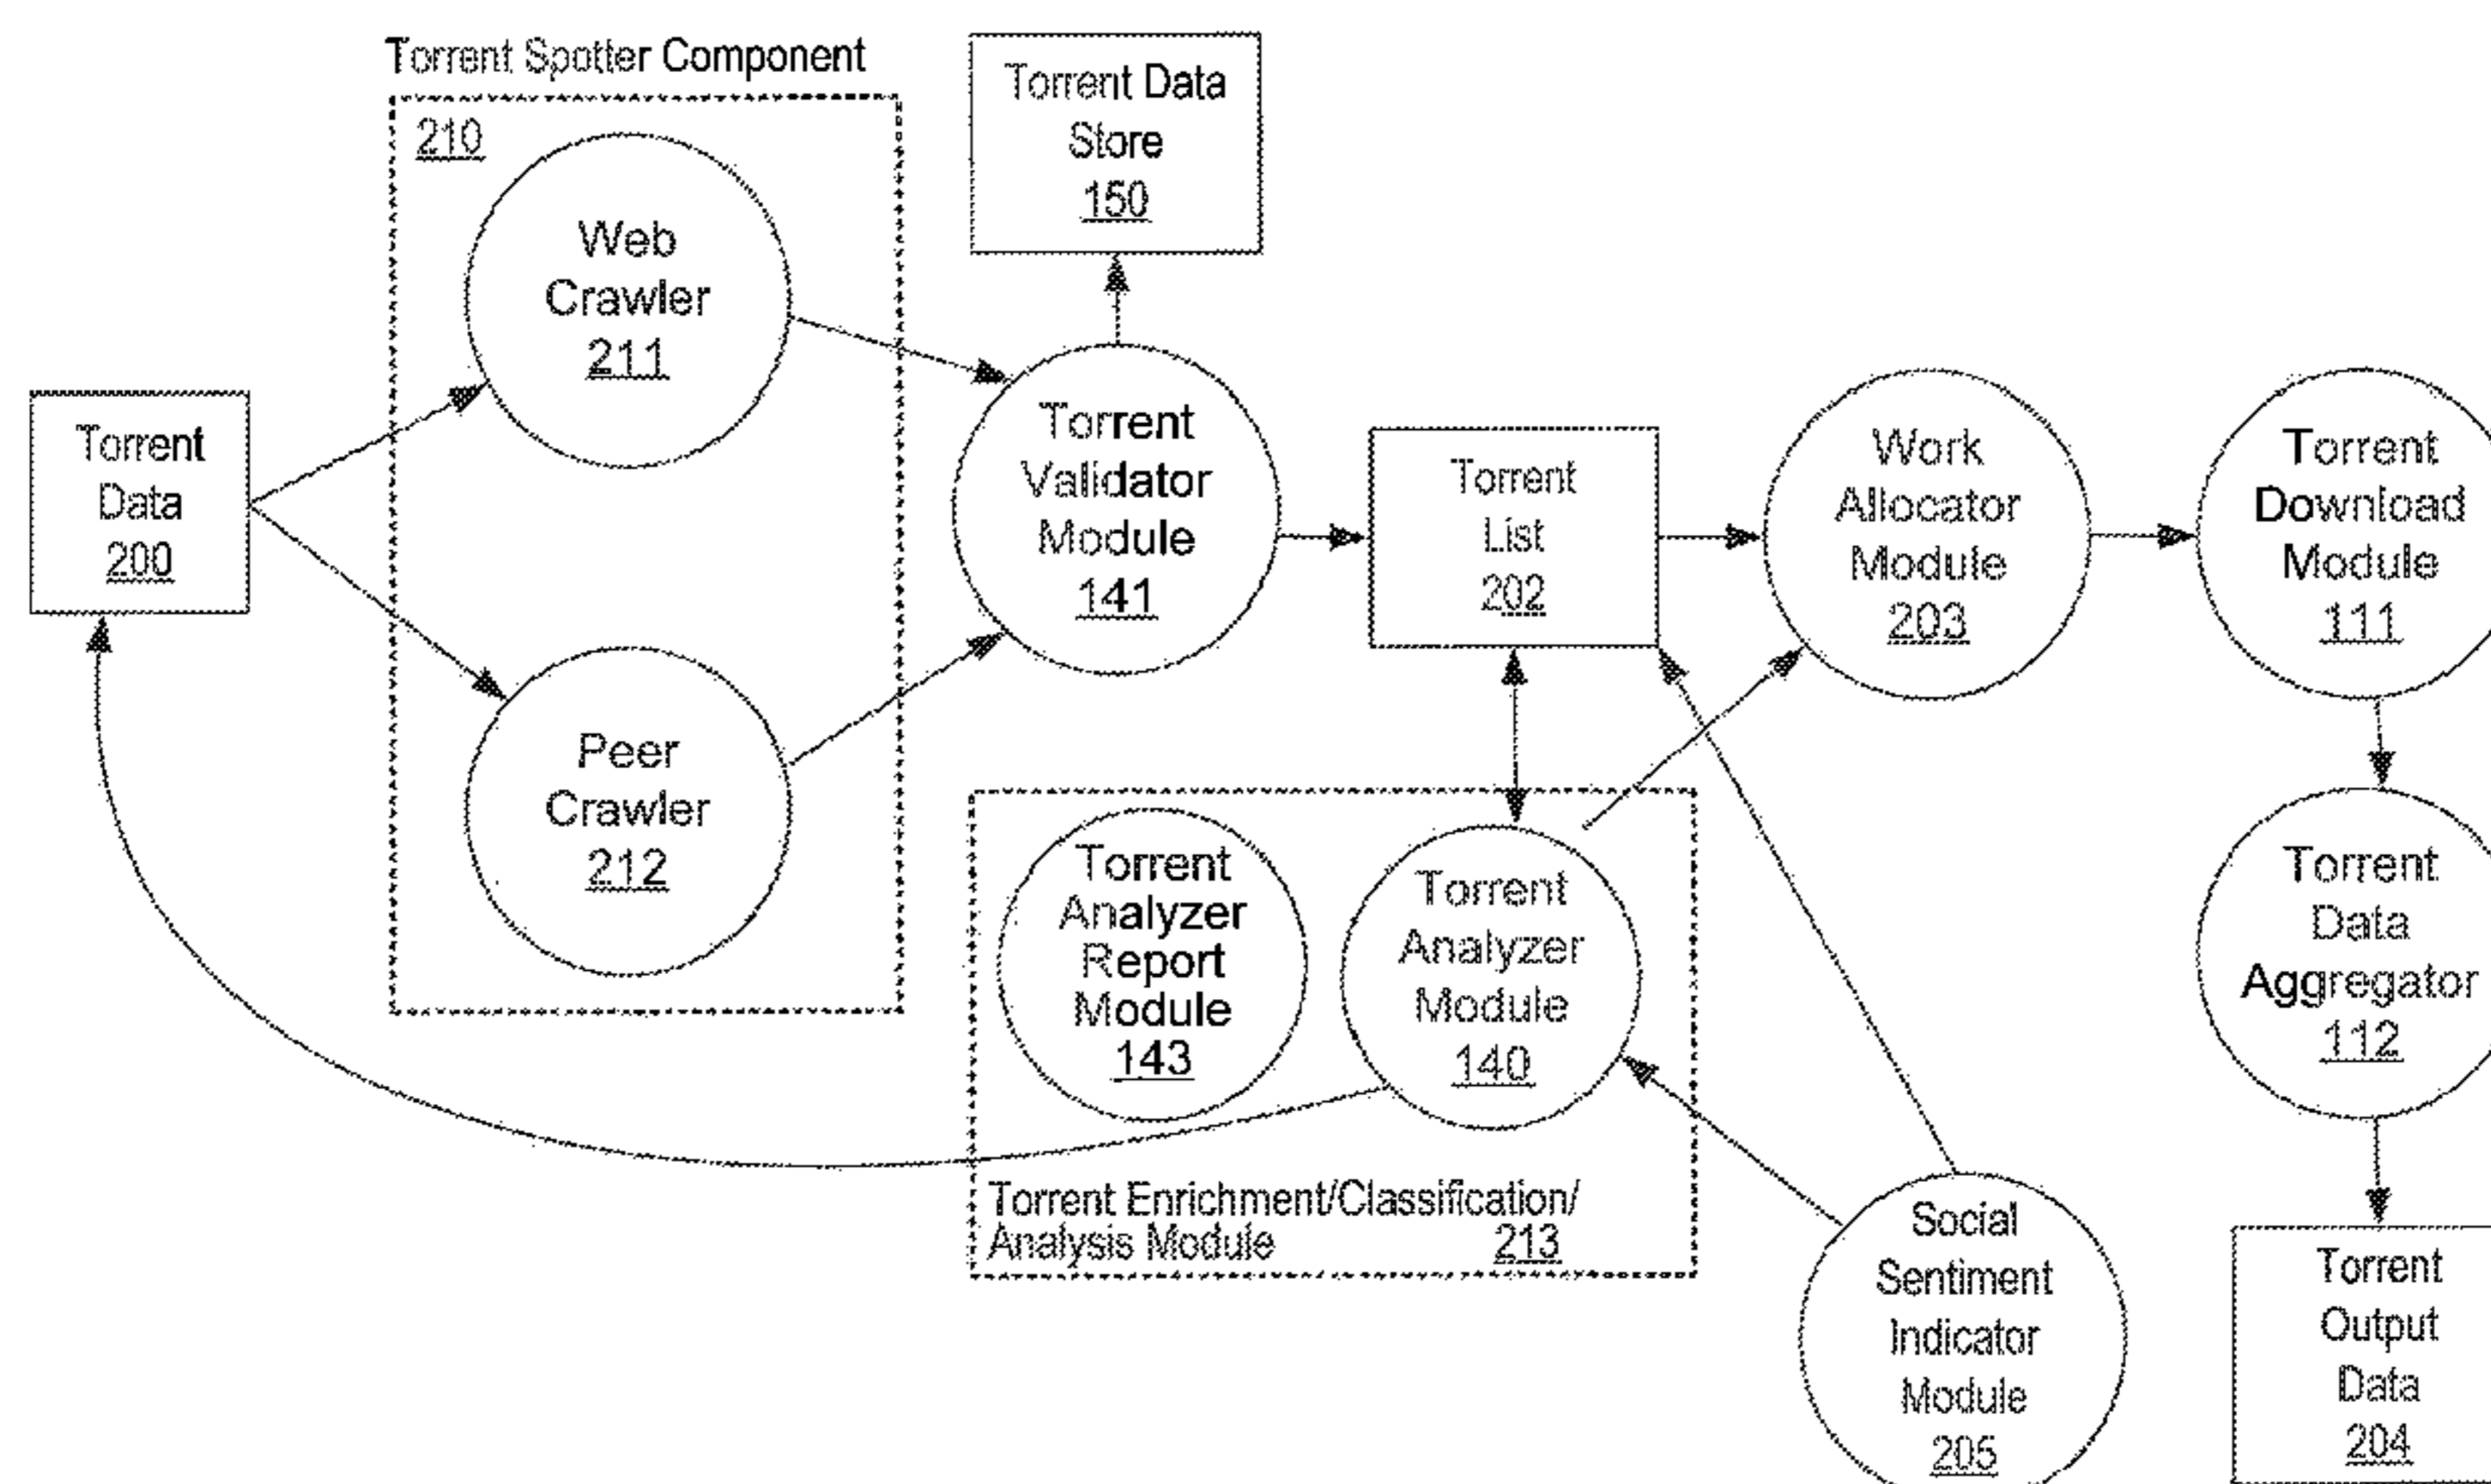 Torrent Spotter Component
210
Web
Crawler
211
Peer
Crawler
212
Torrent Data
Store
150
Torrent
Data
200
Torrent
Validator
Module
141
Torrent
List
202
Work
Allocator
Module
203
Torrent
Download
Module
111
Torrent
Analyzer
Report
Module
143
Torrent
Analyzer
Module
140
Torrent Enrichment/Classification/
Analysis Module 213
Torrent
Data
Aggregator
112
Social
Sentiment
Indicator
Module
205
Torrent
Output
Data
204